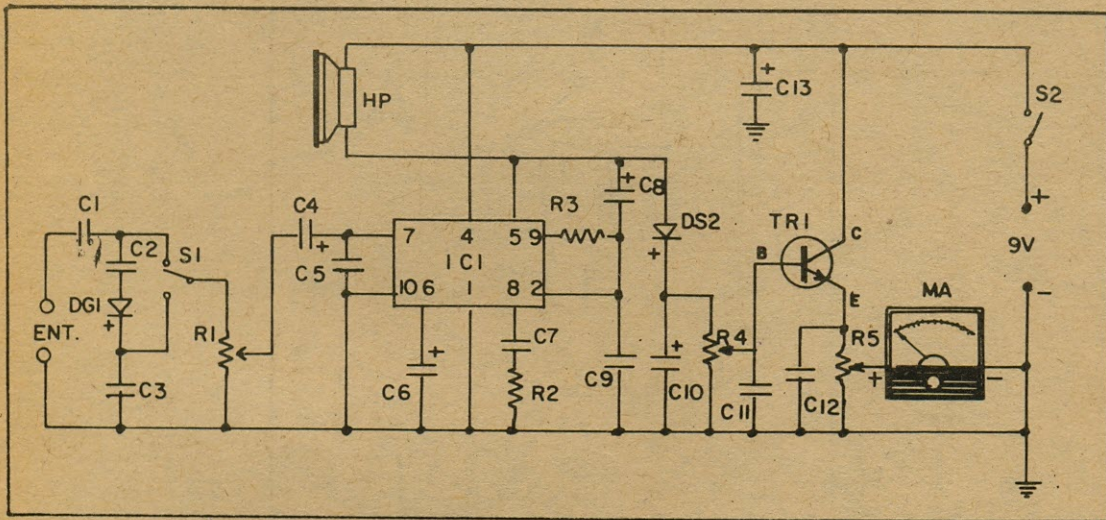 HP
+
C13
S2
C4
+
R3
+
C8
DS2
+
TR1
C
B
E
+
9V
-
C1
C2
S1
DG1
+
ENT.
R1
C3
C5
7 4 5 9
IC1
10 6 1 8 2
+
C6
C7
R2
C9
+
C10
R4
C11
C12
R5
MA
+
-